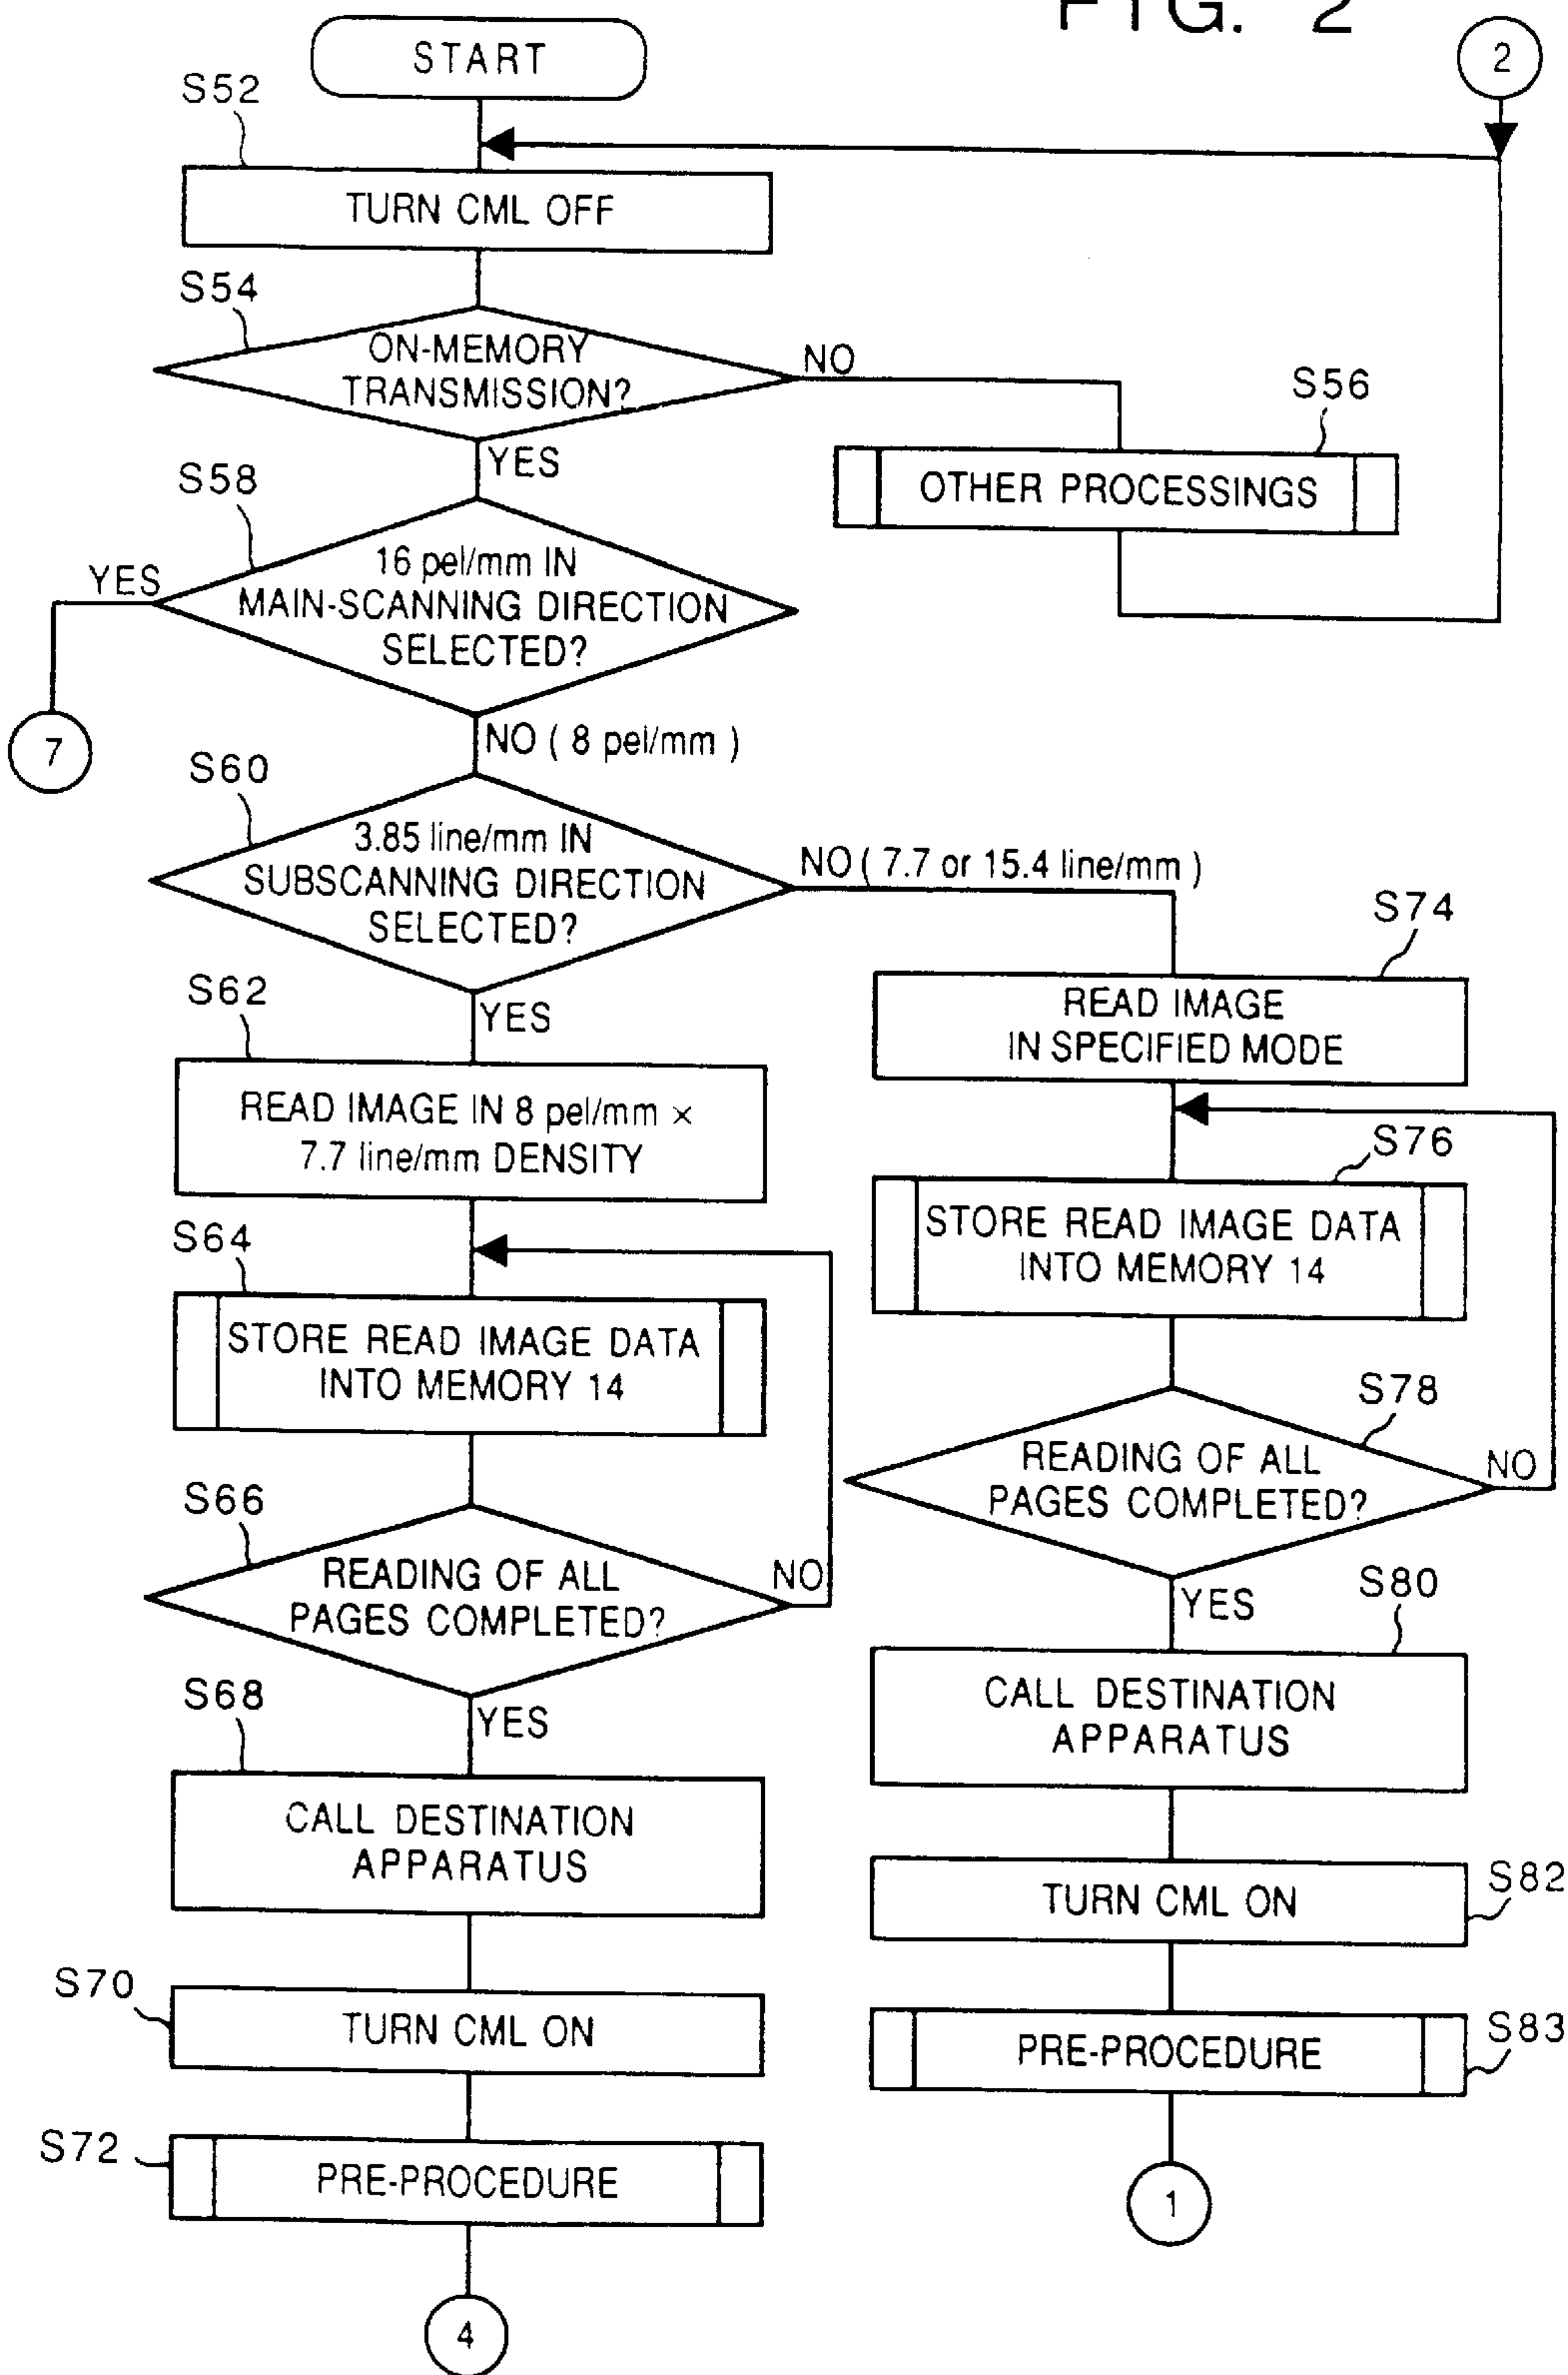 FIG. 2
START
2
S52
TURN CML OFF
S54
ON-MEMORY
TRANSMISSION?
NO
YES
S56
OTHER PROCESSINGS
S58
16 pel/mm IN
MAIN-SCANNING DIRECTION
SELECTED?
YES
7
NO ( 8 pel/mm )
S60
3.85 line/mm IN
SUBSCANNING DIRECTION
SELECTED?
NO ( 7.7 or 15.4 line/mm )
YES
S62
READ IMAGE IN 8 pel/mm ×
7.7 line/mm DENSITY
S64
STORE READ IMAGE DATA
INTO MEMORY 14
S66
READING OF ALL
PAGES COMPLETED?
NO
YES
S68
CALL DESTINATION
APPARATUS
S70
TURN CML ON
S72
PRE-PROCEDURE
4
S74
READ IMAGE
IN SPECIFIED MODE
S76
STORE READ IMAGE DATA
INTO MEMORY 14
S78
READING OF ALL
PAGES COMPLETED?
NO
YES
S80
CALL DESTINATION
APPARATUS
S82
TURN CML ON
S83
PRE-PROCEDURE
1